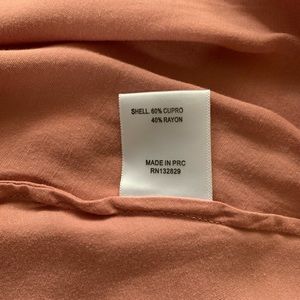 SHELL. 60% CUPRO
40% RAYON
MADE IN PRC
RN132829